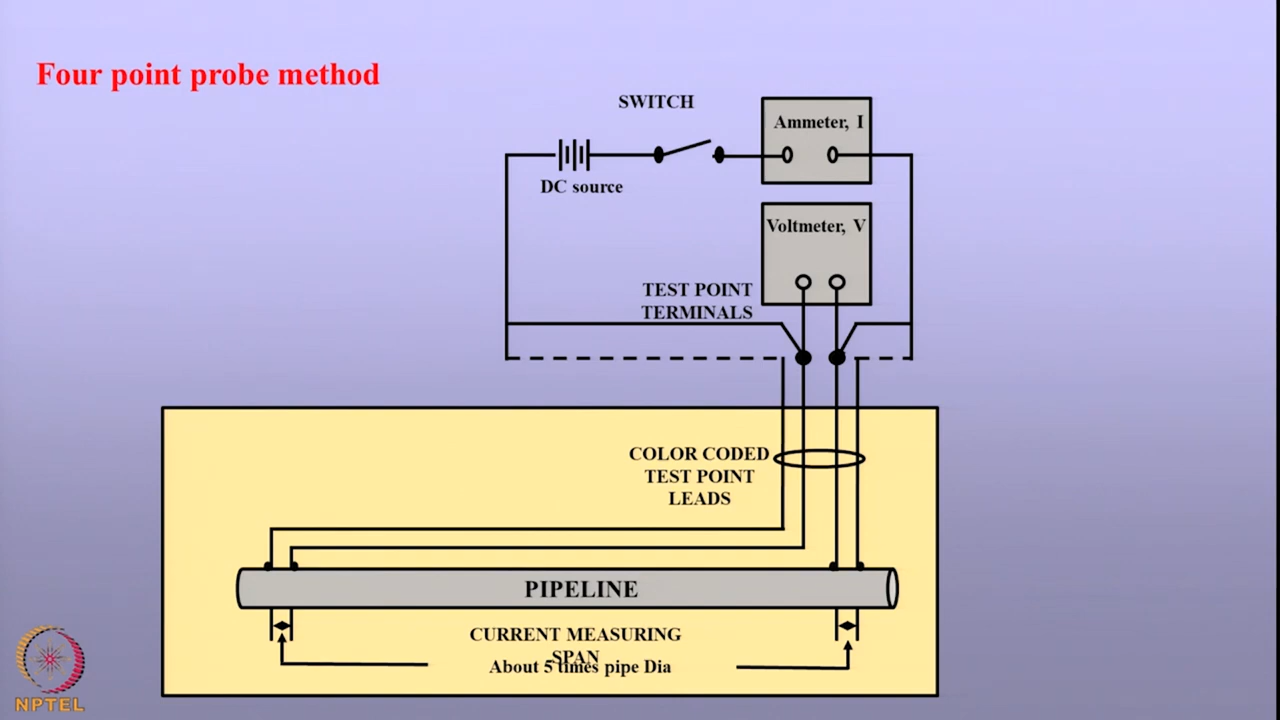 Four point probe method
SWITCH
Ammeter, I
DC source
Voltmeter, V
TEST POINT
TERMINALS
COLOR CODED
TEST POINT
LEADS
PIPELINE
CURRENT MEASURING
SPAN
About 5 times pipe Dia
NPTEL